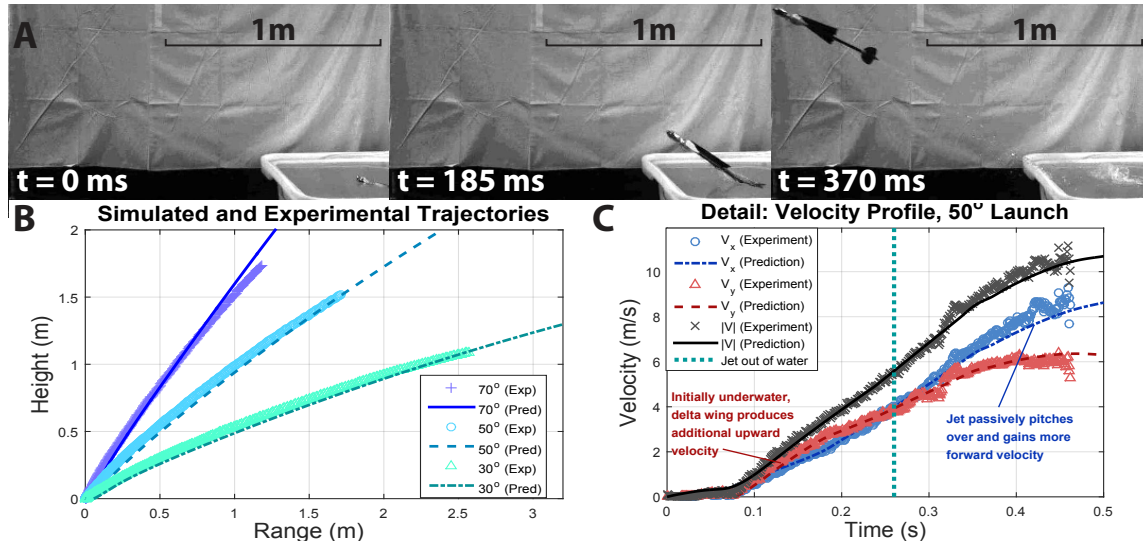 A
1m
1m
1m
t = 0 ms
t = 185 ms
t = 370 ms
B
Simulated and Experimental Trajectories
2
1.5
1
0.5
0
Height (m)
0
0.5
1
1.5
2
2.5
3
Range (m)
70° (Exp)
70° (Pred)
50° (Exp)
50° (Pred)
30° (Exp)
30° (Pred)
C
Detail: Velocity Profile, 50° Launch
V_x (Experiment)
V_x (Prediction)
V_y (Experiment)
V_y (Prediction)
|V| (Experiment)
|V| (Prediction)
Jet out of water
10
8
6
4
2
0
Velocity (m/s)
Initially underwater,
delta wing produces
additional upward
velocity
Jet passively pitches
over and gains more
forward velocity
0
0.1
0.2
0.3
0.4
0.5
Time (s)